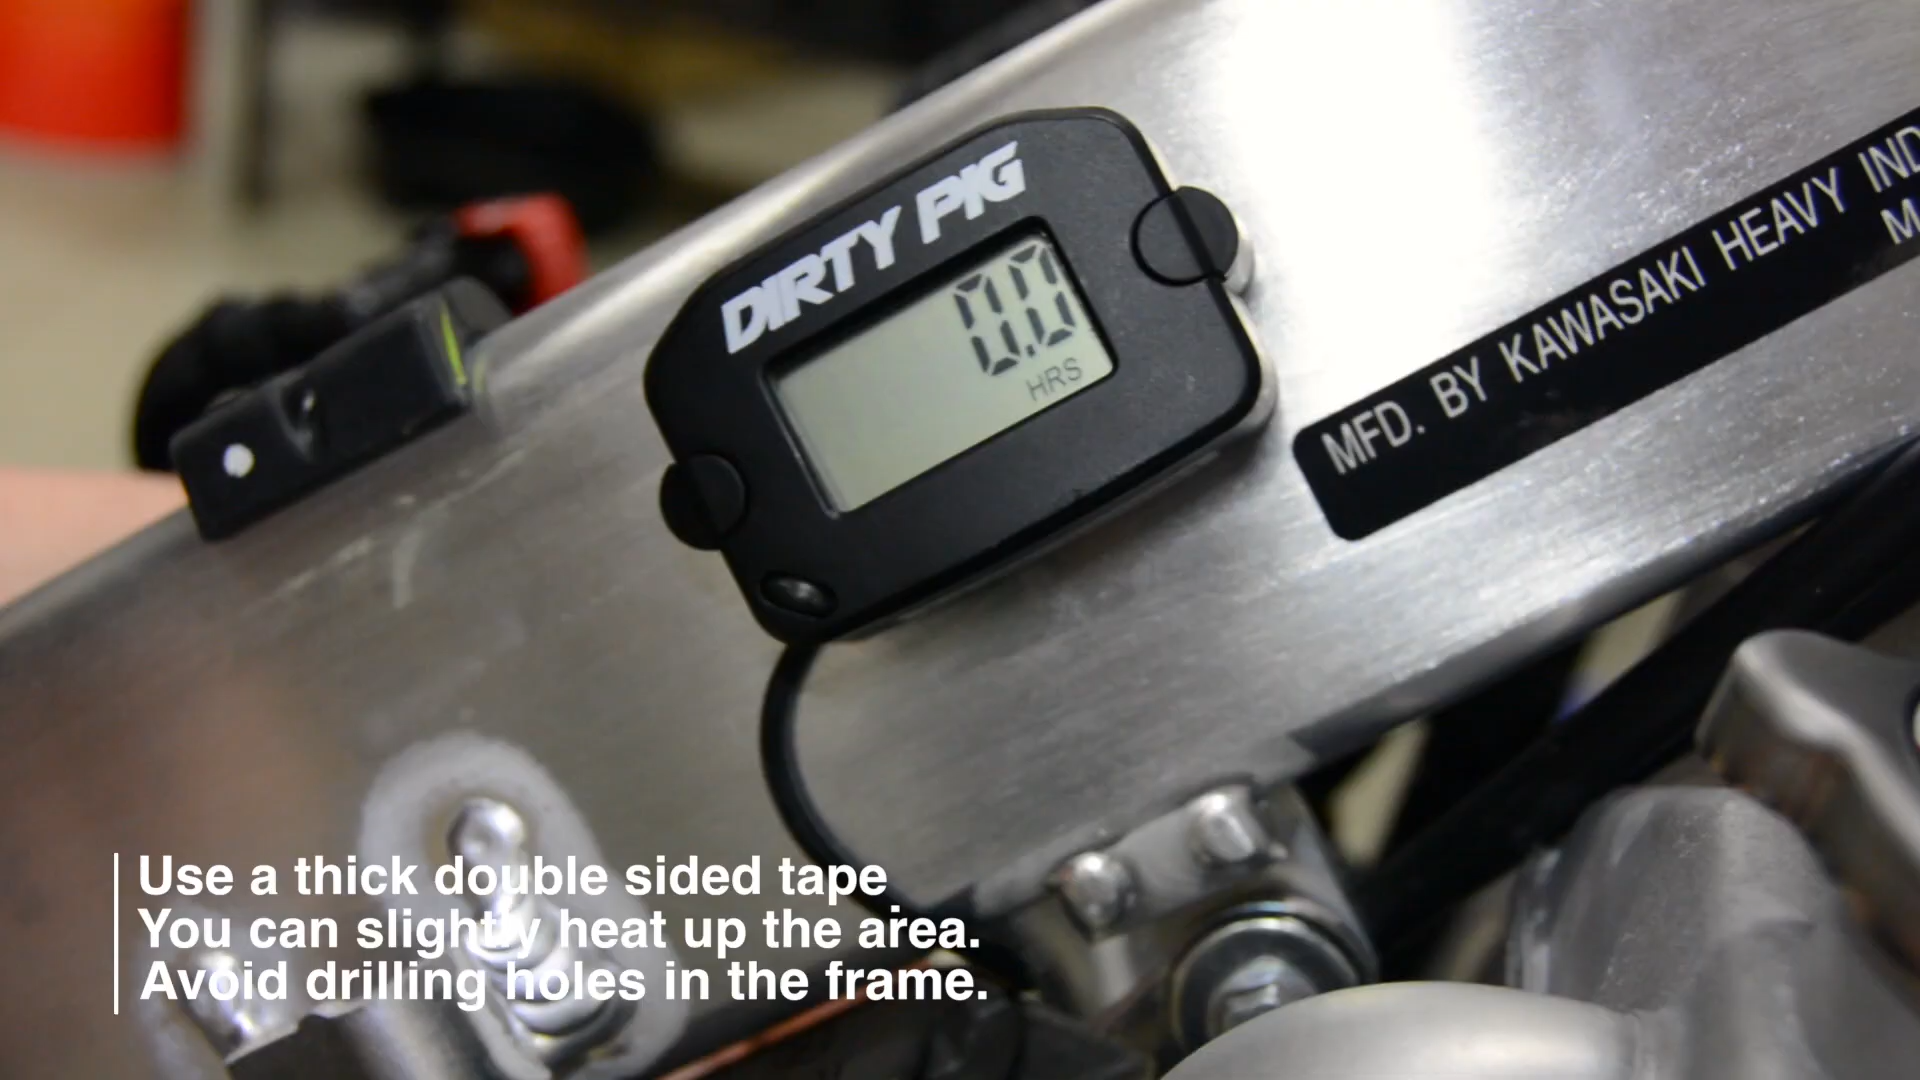 DIRTY PIG
0.0
HRS
MFD. BY KAWASAKI HEAVY
Use a thick double sided tape
You can slightly heat up the area.
Avoid drilling holes in the frame.